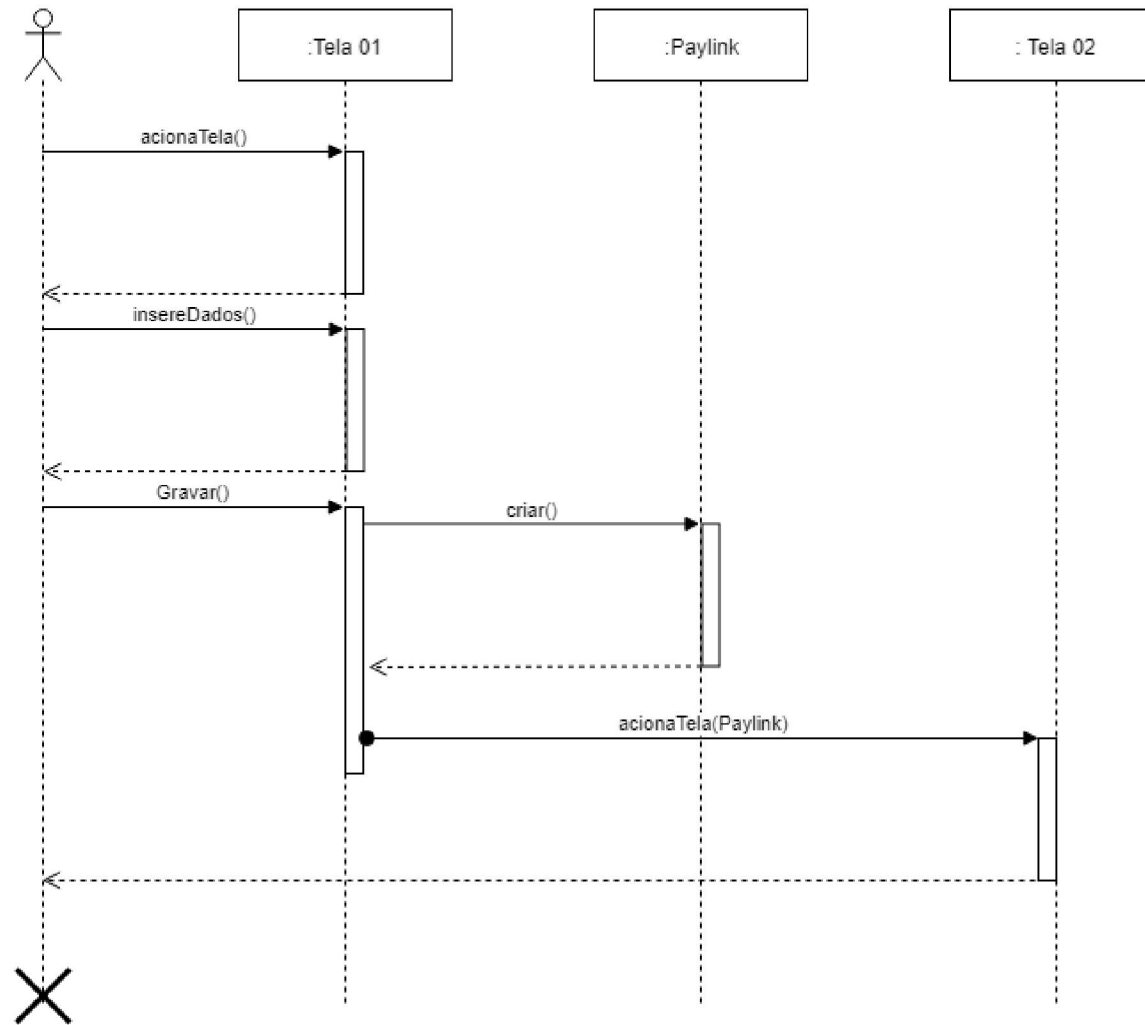 :Tela 01
:Paylink
: Tela 02
acionaTela()
insereDados()
Gravar()
criar()
acionaTela(Paylink)